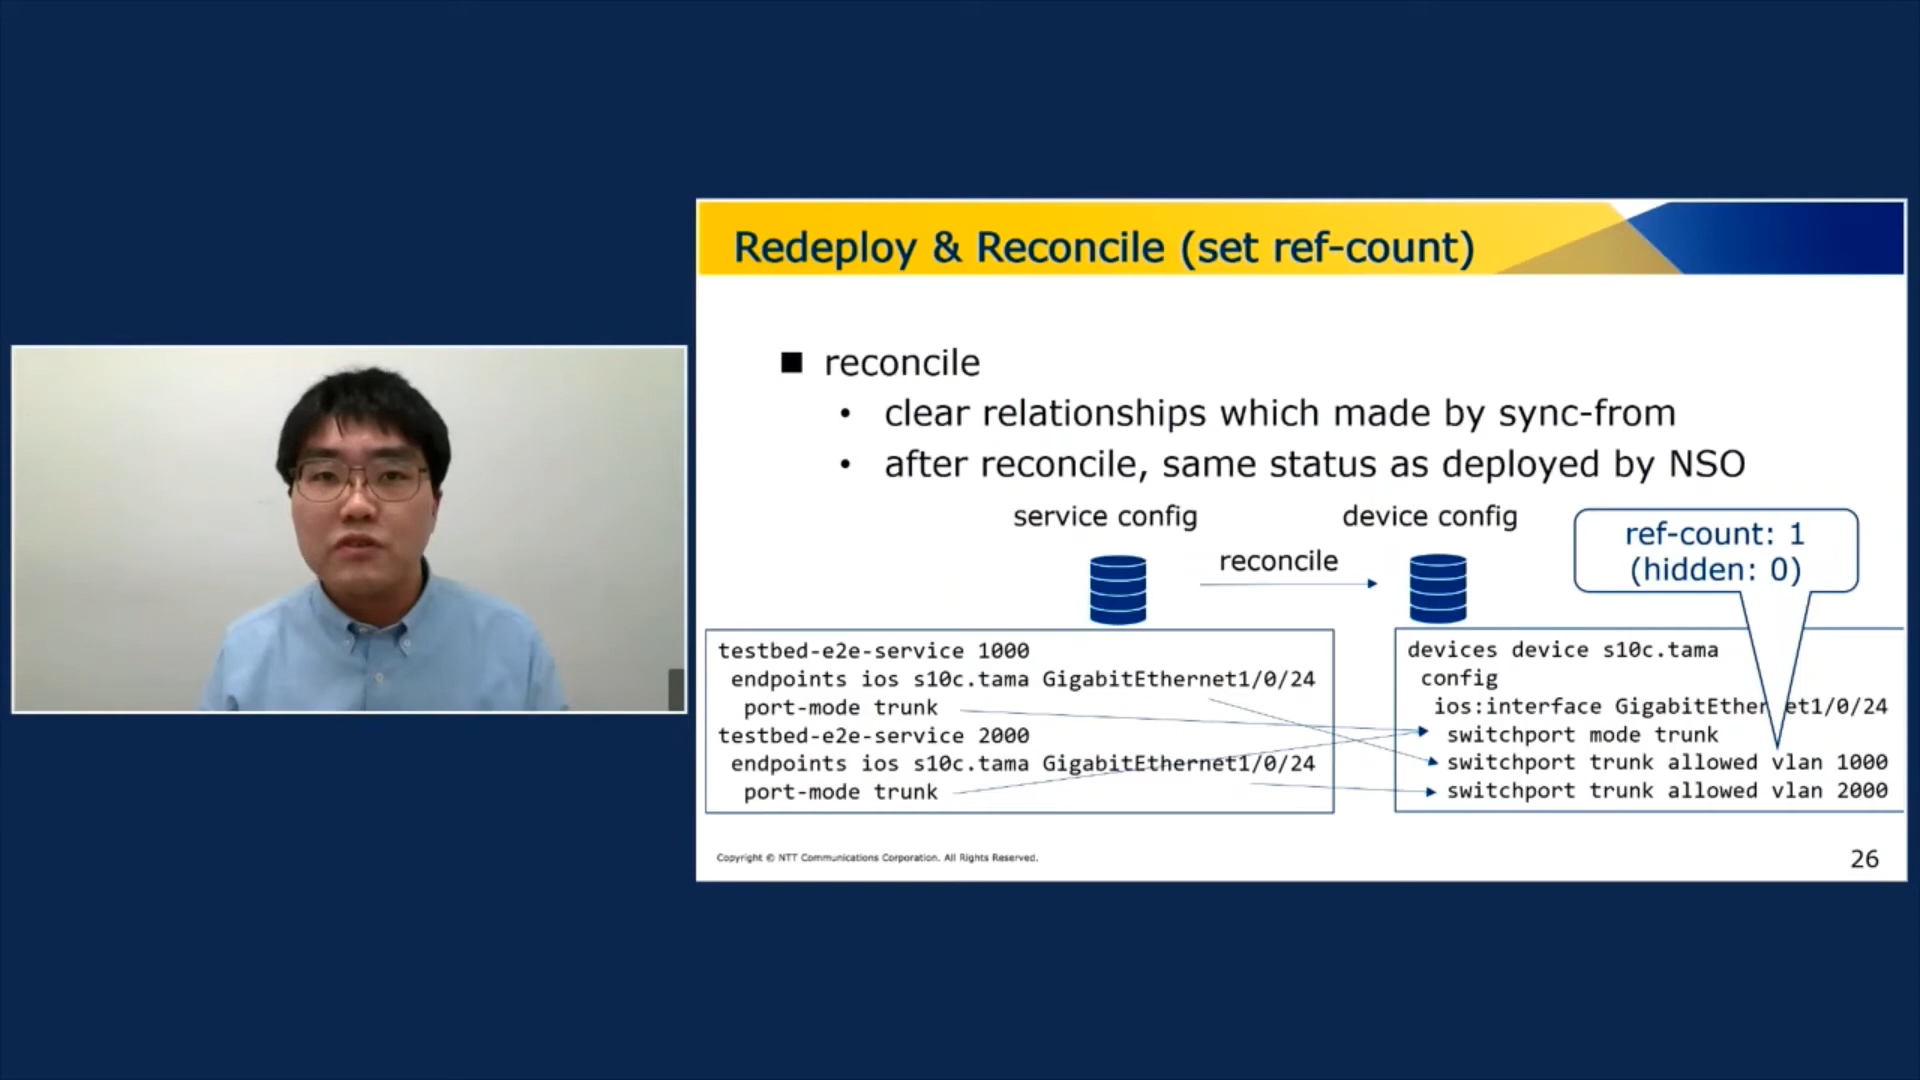 Redeploy & Reconcile (set ref-count)
■ reconcile
• clear relationships which made by sync-from
• after reconcile, same status as deployed by NSO
service config
device config
reconcile
ref-count: 1
(hidden: 0)
testbed-e2e-service 1000
endpoints ios s10c.tama GigabitEthernet1/0/24
port-mode trunk
testbed-e2e-service 2000
endpoints ios s10c.tama GigabitEthernet1/0/24
port-mode trunk
devices device s10c.tama
config
ios:interface GigabitEthernet1/0/24
switchport mode trunk
switchport trunk allowed vlan 1000
switchport trunk allowed vlan 2000
Copyright © NTT Communications Corporation. All Rights Reserved.
26